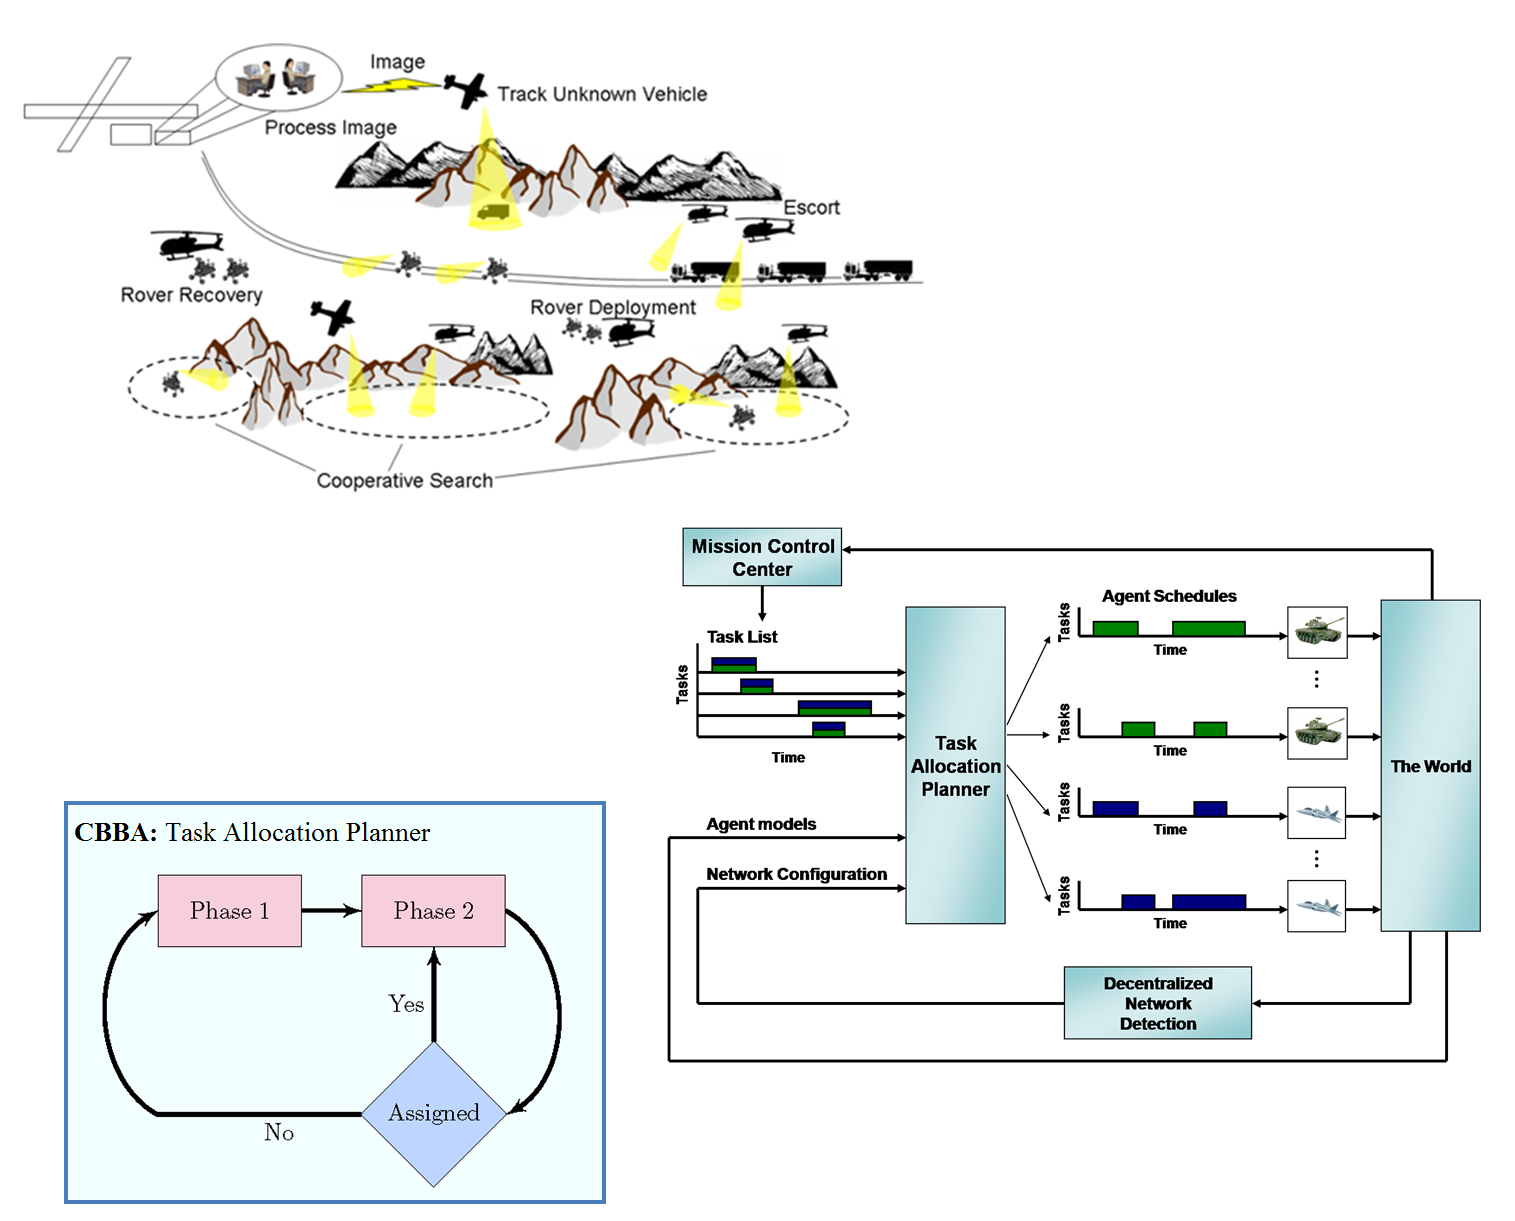 Image
Track Unknown Vehicle
Process Image
Escort
Rover Recovery
Rover Deployment
Cooperative Search
Mission Control
Center
Task List
Tasks
Time
Agent models
Network Configuration
Task
Allocation
Planner
Agent Schedules
Tasks
Time
Tasks
Time
Tasks
Time
Tasks
Time
The World
Decentralized
Network
Detection
CBBA: Task Allocation Planner
Phase 1
Phase 2
Yes
Assigned
No